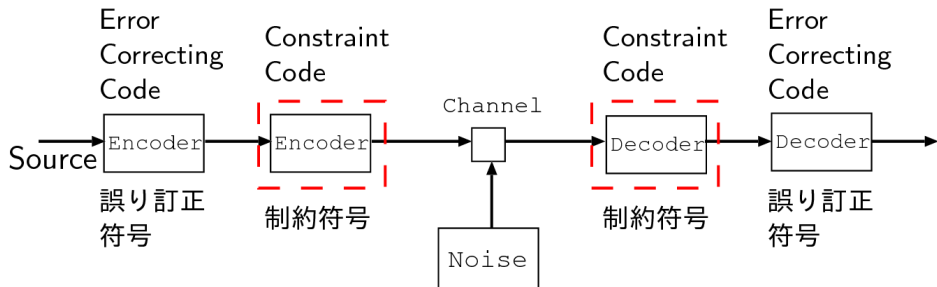 Error
Correcting
Code
Constraint
Code
Channel
Constraint
Code
Error
Correcting
Code
Source
Encoder
Encoder
Decoder
Decoder
誤り訂正
符号
制約符号
制約符号
誤り訂正
符号
Noise